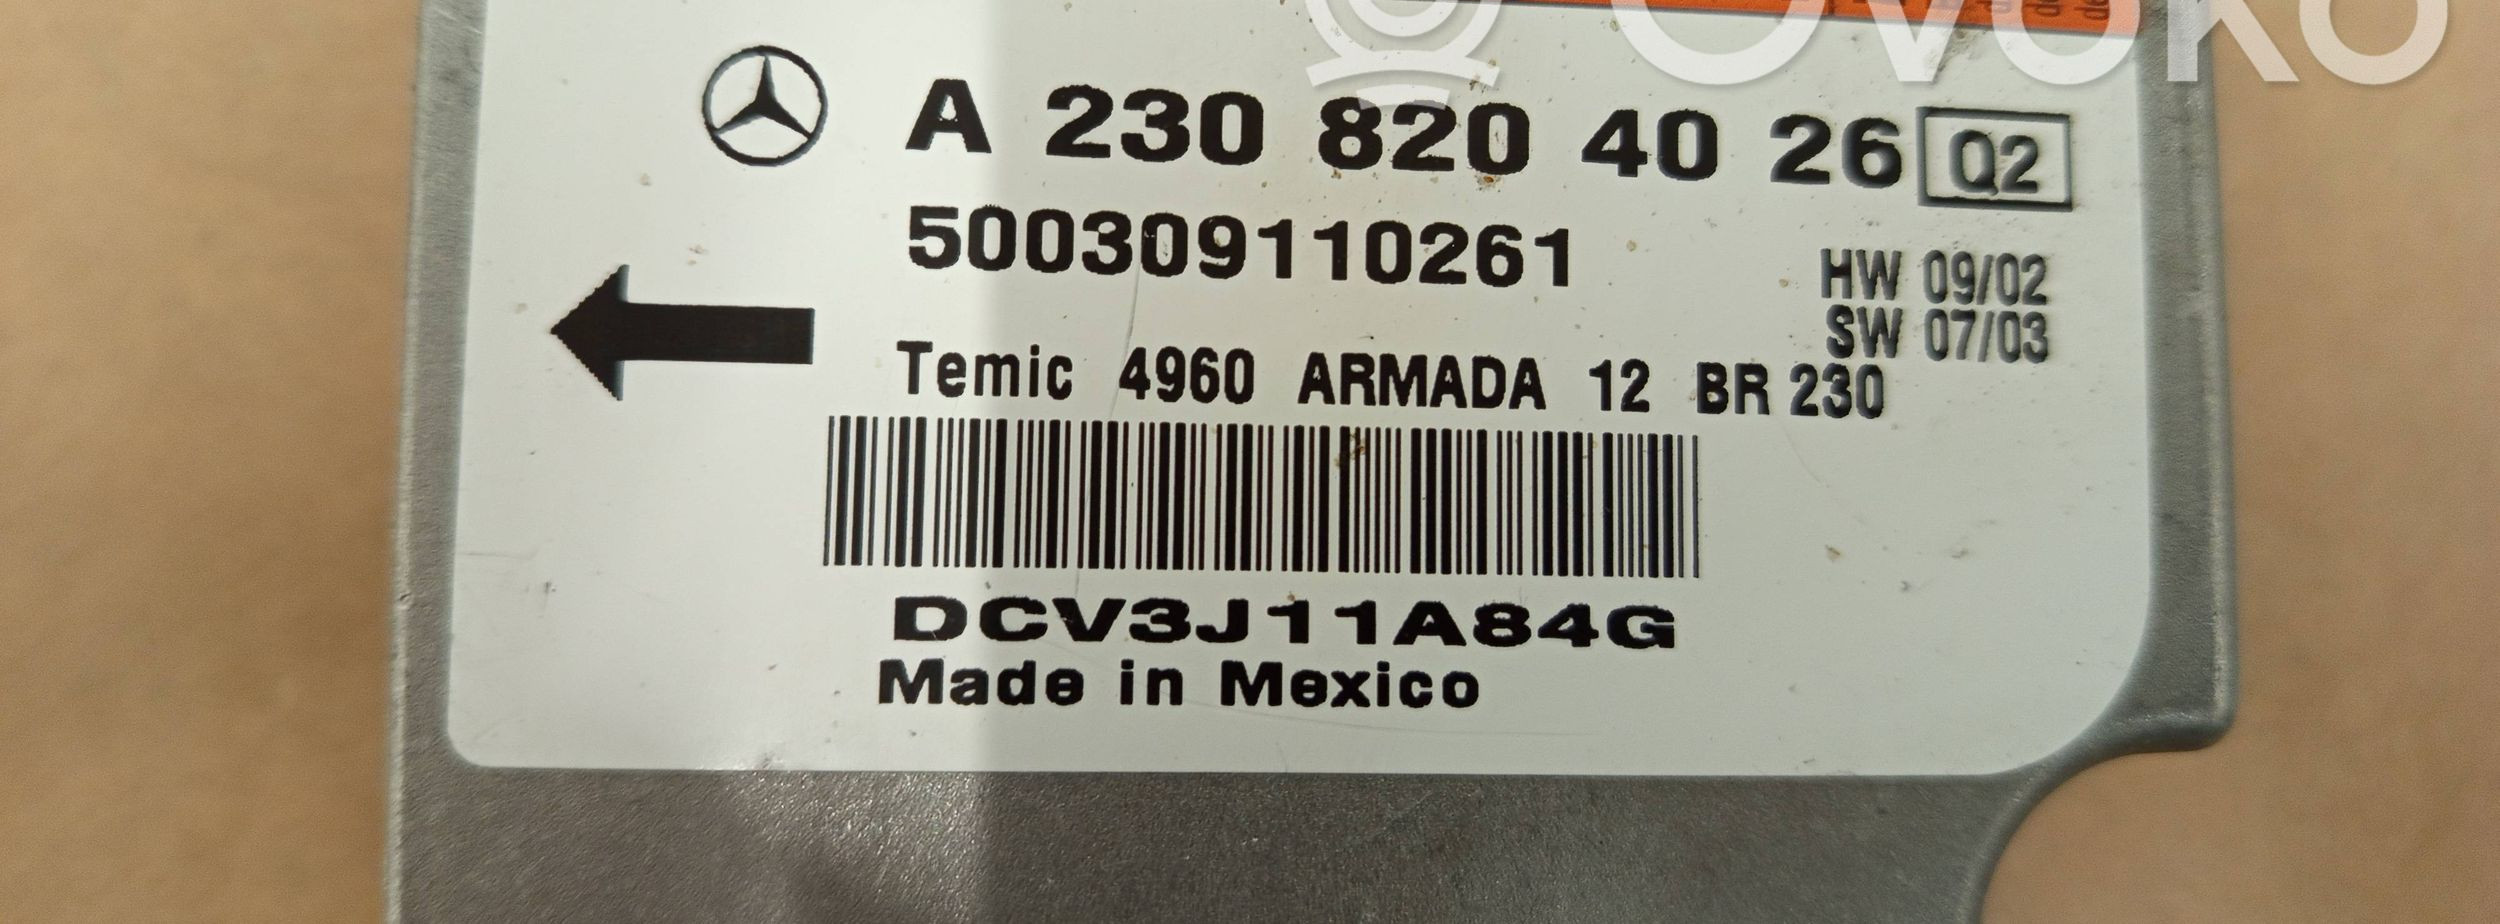 Ovoko
A 230 820 40 26 Q2
500309110261
HW 09/02
SW 07/03
Temic 4960 ARMADA 12 BR 230
DCV3J11A84G
Made in Mexico